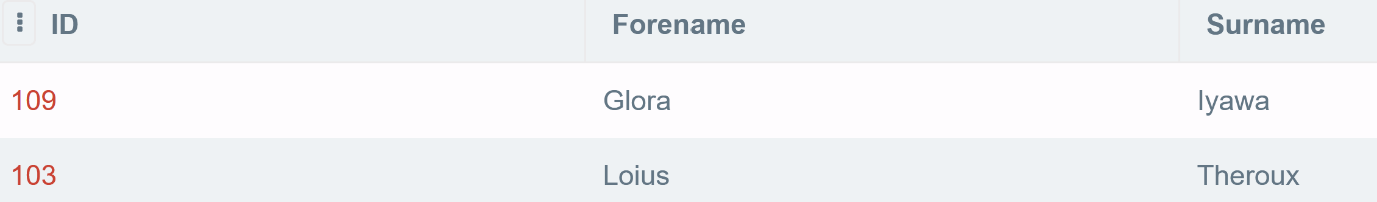 ID Forename Surname
109 Glora Iyawa
103 Loius Theroux